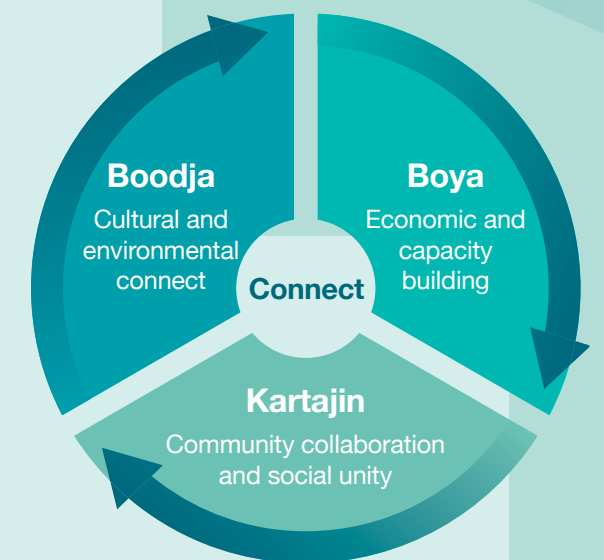 Boodja
Cultural and
environmental
connect
Boya
Economic and
capacity
building
Connect
Kartajin
Community collaboration
and social unity